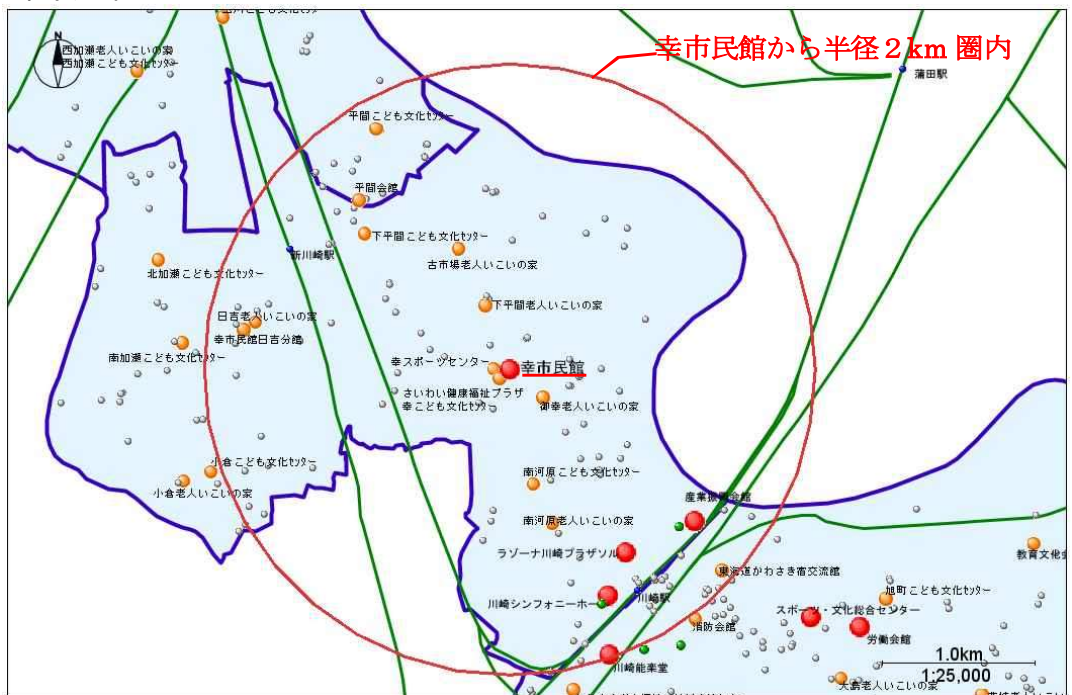 幸市民館から半径2km 圏内
西加瀬老人いこいの家
西加瀬こども文化センター
蒲田駅
平間こども文化センター
平間会館
下平間こども文化センター
新川崎駅
古市場老人いこいの家
北加瀬こども文化センター
下平間老人いこいの家
日吉老人いこいの家
幸市民館日吉分館
南加瀬こども文化センター
幸スポーツセンター
幸市民館
さいわい健康福祉プラザ
幸こども文化センター
御幸老人いこいの家
小倉こども文化センター
小倉老人いこいの家
南河原こども文化センター
産業振興会館
南河原老人いこいの家
ラゾーナ川崎プラザソル
教育文化会
東海道かわさき宿交流館
川崎駅
川崎シンフォニーホー
旭町こども文化センター
スポーツ・文化総合センター
消防会館
労働会館
川崎能楽堂
1.0km
1:25,000
大島老人いこいの家